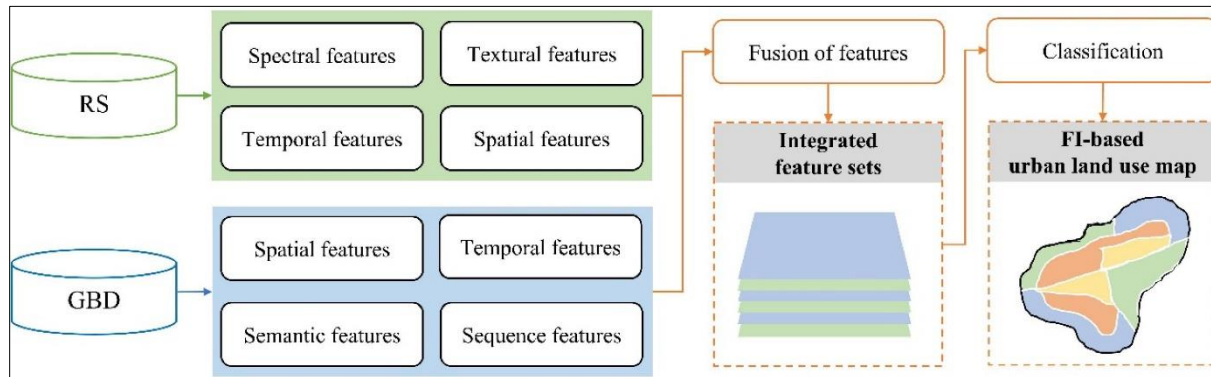 RS
Spectral features
Textural features
Temporal features
Spatial features
GBD
Spatial features
Temporal features
Semantic features
Sequence features
Fusion of features
Integrated
feature sets
Classification
FI-based
urban land use map